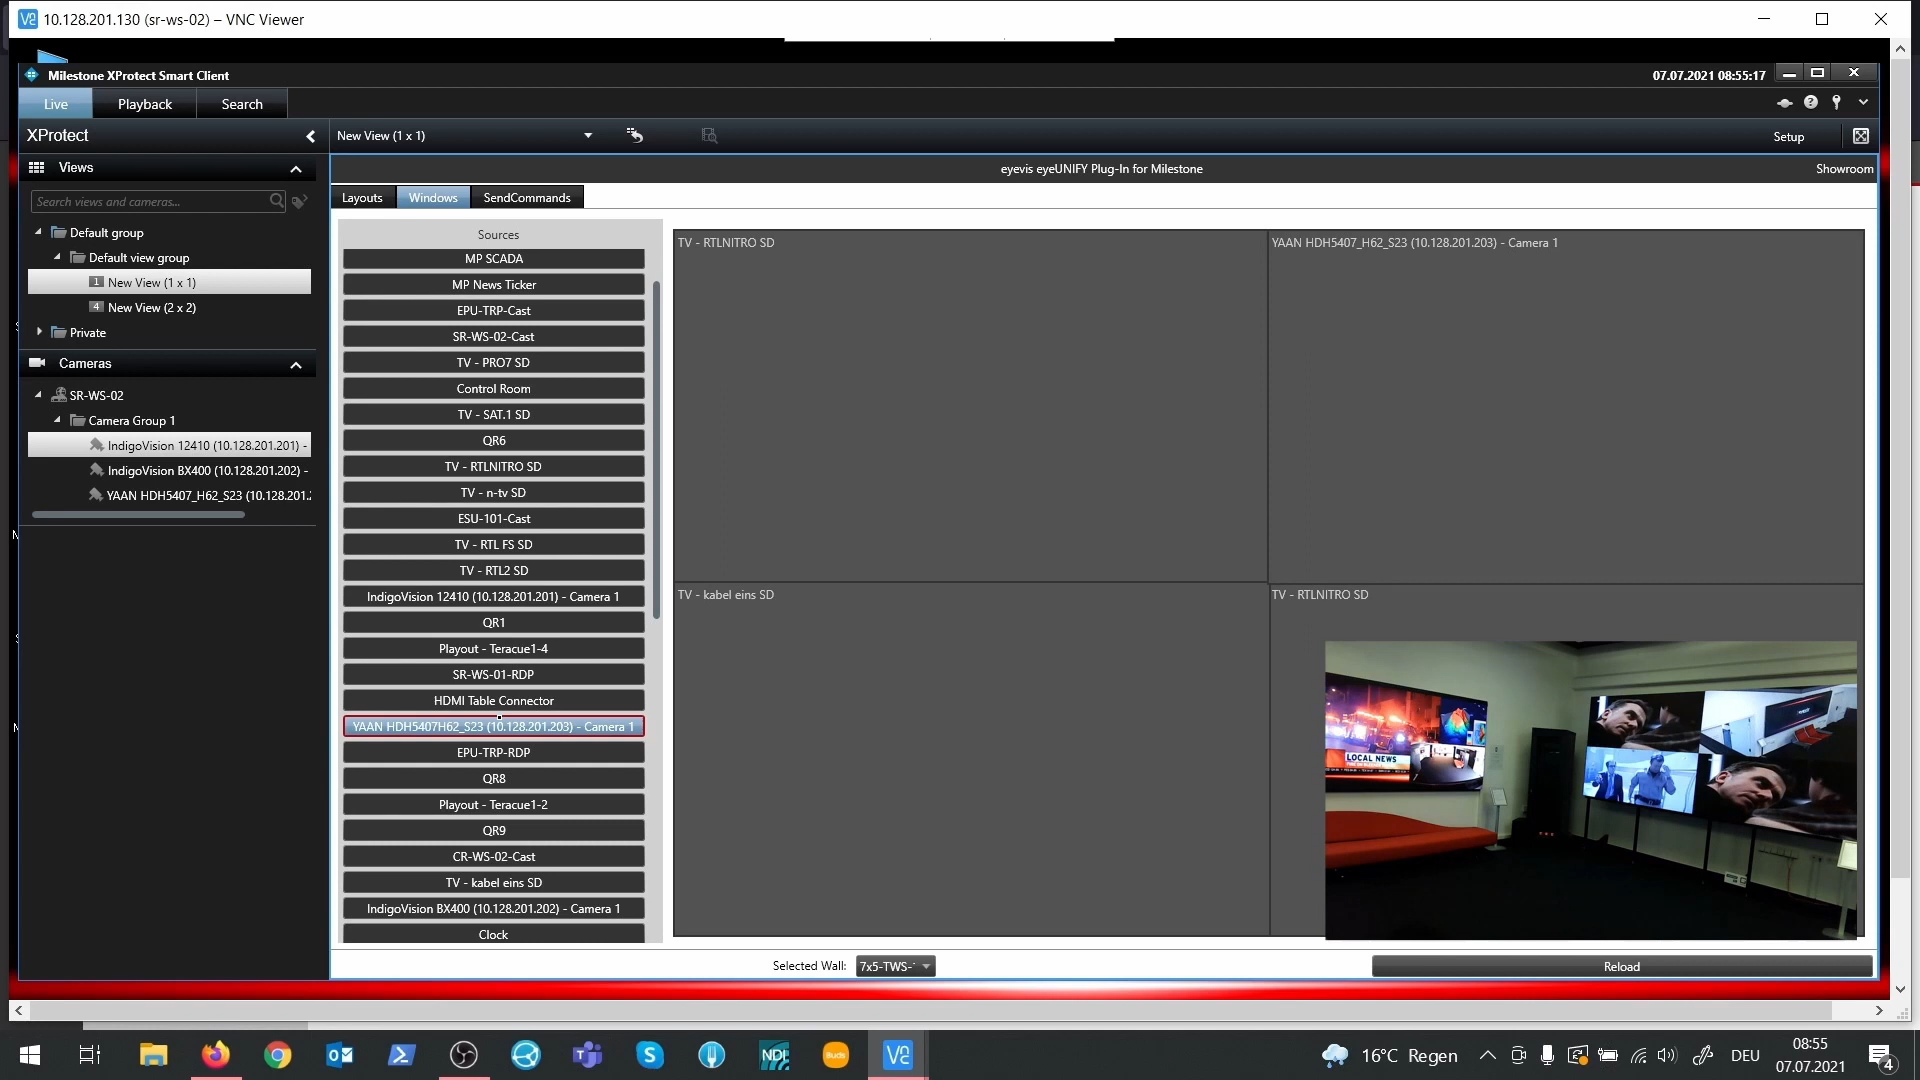 10.128.201.130 (sr-ws-02) – VNC Viewer
Milestone XProtect Smart Client
07.07.2021 08:55:17
Live
Playback
Search
XProtect
New View (1 x 1)
Setup
Views
eyevis eyeUNIFY Plug-In for Milestone
Showroom
Search views and cameras...
Layouts
Windows
SendCommands
Default group
Default view group
1 New View (1 x 1)
4 New View (2 x 2)
Private
Cameras
SR-WS-02
Camera Group 1
IndigoVision 12410 (10.128.201.201) -
IndigoVision BX400 (10.128.201.202) -
YAAN HDH5407_H62_S23 (10.128.201.
Sources
MP SCADA
MP News Ticker
EPU-TRP-Cast
SR-WS-02-Cast
TV - PRO7 SD
Control Room
TV - SAT.1 SD
QR6
TV - RTLNITRO SD
TV - n-tv SD
ESU-101-Cast
TV - RTL FS SD
TV - RTL2 SD
IndigoVision 12410 (10.128.201.201) - Camera 1
QR1
Playout - Teracue1-4
SR-WS-01-RDP
HDMI Table Connector
YAAN HDH5407H62_S23 (10.128.201.203) - Camera 1
EPU-TRP-RDP
QR8
Playout - Teracue1-2
QR9
CR-WS-02-Cast
TV - kabel eins SD
IndigoVision BX400 (10.128.201.202) - Camera 1
Clock
TV - RTLNITRO SD
YAAN HDH5407_H62_S23 (10.128.201.203) - Camera 1
TV - kabel eins SD
TV - RTLNITRO SD
LOCAL NEWS
Selected Wall:
7x5-TWS-
Reload
NDI
Buds
16°C Regen
DEU
08:55
07.07.2021
4